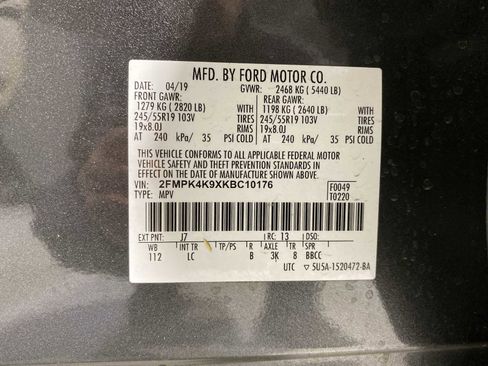 MFD. BY FORD MOTOR CO.
DATE: 04/19 GVWR: 2468 KG (5440 LB)
FRONT GAWR: REAR GAWR:
1279 KG (2820 LB) WITH 1198 KG (2640 LB) WITH
245/55R19 103V TIRES 245/55R19 103V TIRES
19x8.0J RIMS 19x8.0J RIMS
AT 240 kPa/ 35 PSI COLD AT 240 kPa/ 35 PSI COLD
THIS VEHICLE CONFORMS TO ALL APPLICABLE FEDERAL MOTOR
VEHICLE SAFETY AND THEFT PREVENTION STANDARDS IN
EFFECT ON THE DATE OF MANUFACTURE SHOWN ABOVE.
VIN: 2FMPK4K9XKBC10176 F0049
TYPE: MPV T0220
EXT PNT: J7 RC: 13 DSO:
WB INT TR TP/PS R AXLE TR SPR
112 LC B 3K 8 BBCC
UTC ▽ 5U5A-1520472-BA